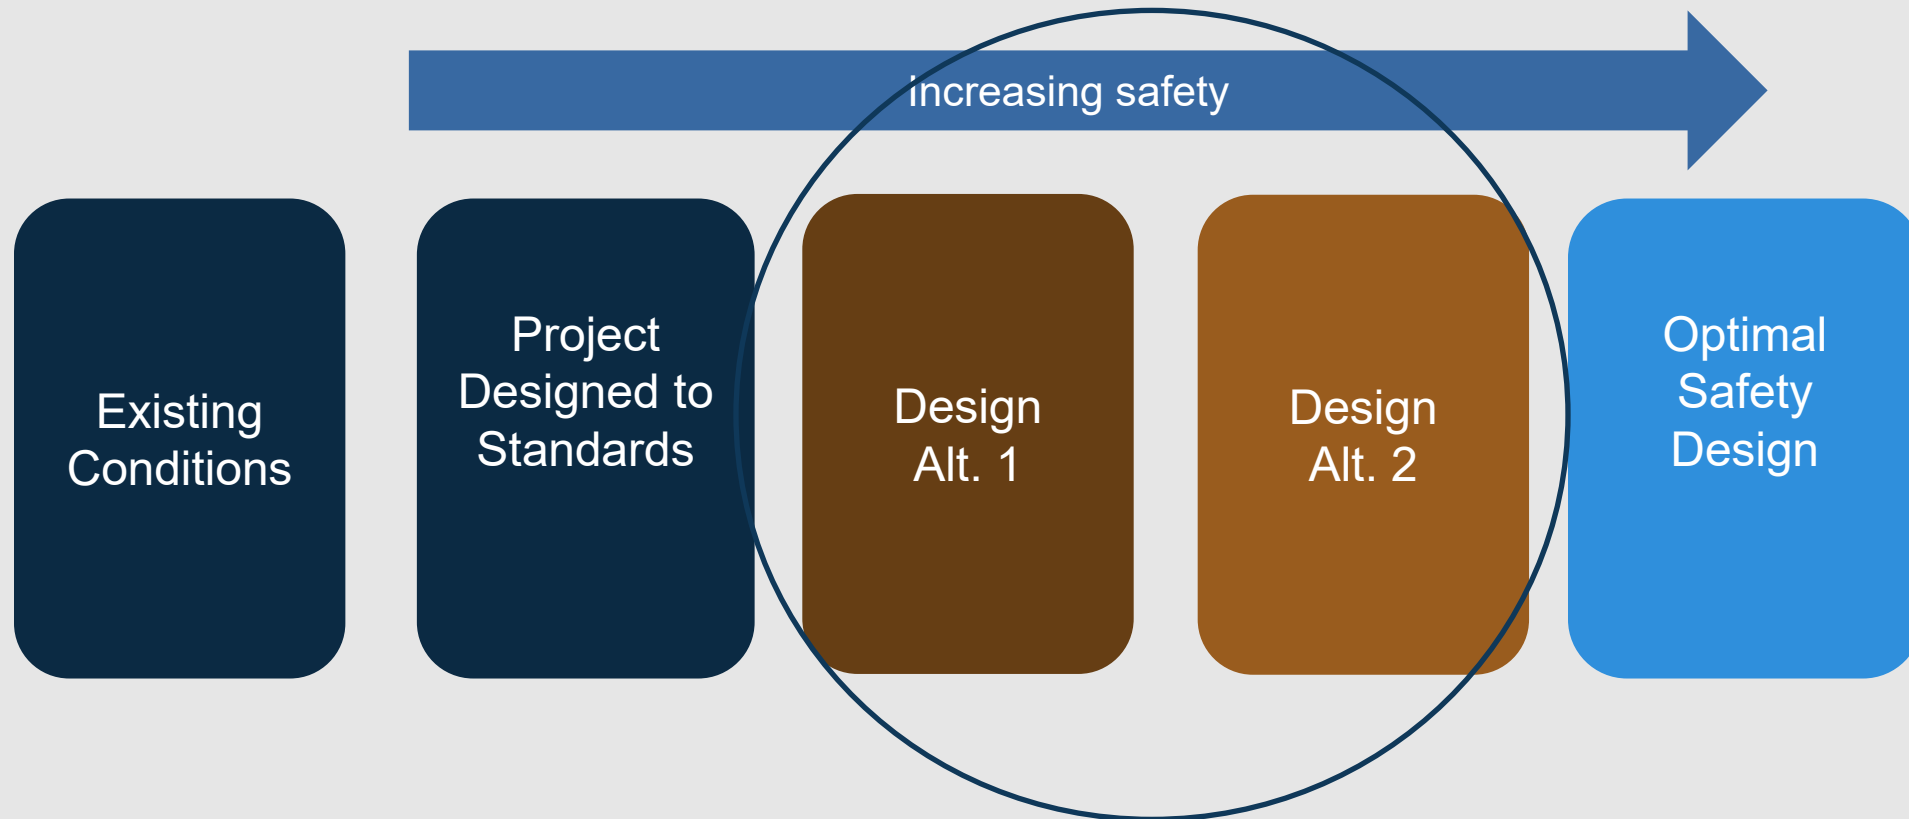 Increasing safety
Existing
Conditions
Project
Designed to
Standards
Design
Alt. 1
Design
Alt. 2
Optimal
Safety
Design